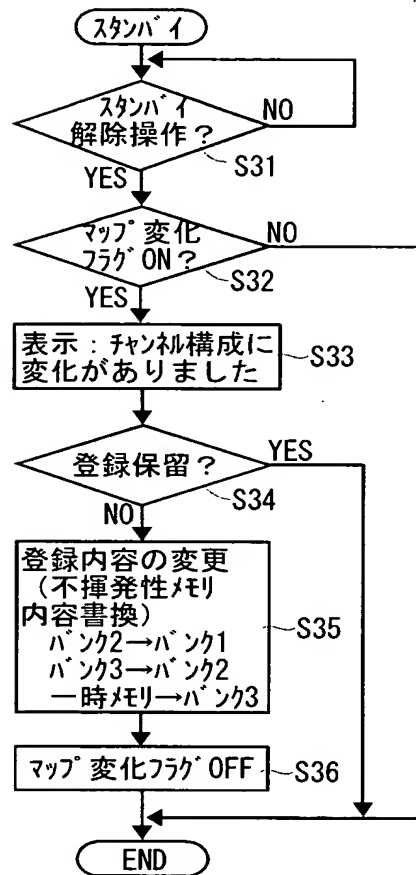 スタンバイ
スタンバイ
解除操作?
NO
S31
YES
マップ変化
フラグON?
NO
S32
YES
表示:チャンネル構成に
変化がありました
S33
登録保留?
YES
S34
NO
登録内容の変更
(不揮発性メモリ
内容書換)
バンク2→バンク1
バンク3→バンク2
一時メモリ→バンク3
S35
マップ変化フラグOFF
S36
END